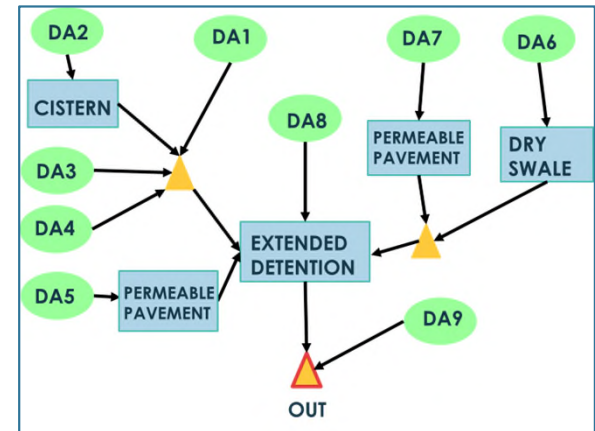 DA2
DA1
DA7
DA6
CISTERN
DA8
PERMEABLE
PAVEMENT
DRY
SWALE
DA3
DA4
EXTENDED
DETENTION
DA5
PERMEABLE
PAVEMENT
DA9
OUT